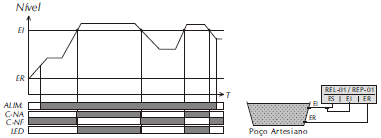 Nível
EI
ER
T
ALIM.
C-NA
C-NF
LED
REL-01 / REP-01
ES | EI | ER
EI
ER
Poço Artesiano